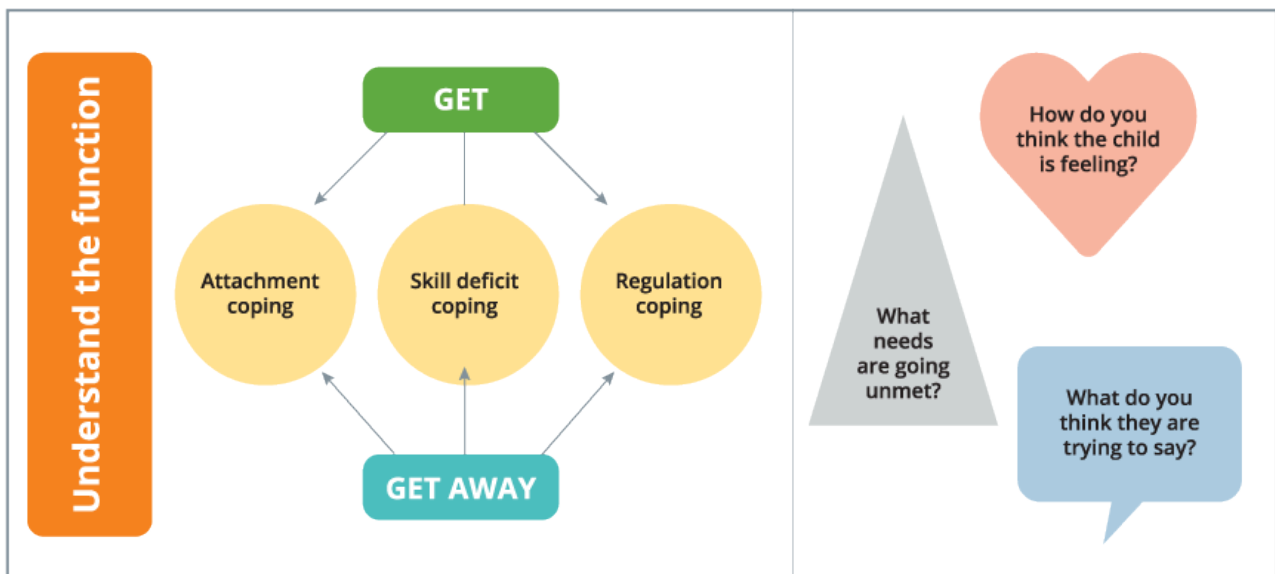 Understand the function
GET
Attachment
coping
Skill deficit
coping
Regulation
coping
GET AWAY
How do you
think the child
is feeling?
What
needs
are going
unmet?
What do you
think they are
trying to say?